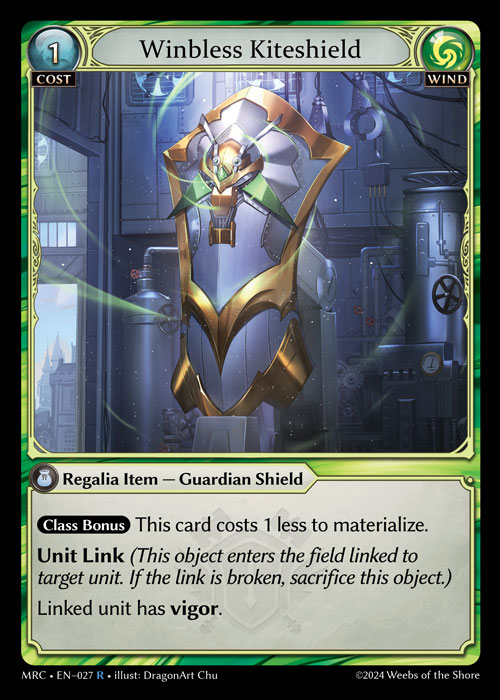 1
Winbless Kiteshield
COST
WIND
Regalia Item — Guardian Shield
Class Bonus This card costs 1 less to materialize.
Unit Link (This object enters the field linked to
target unit. If the link is broken, sacrifice this object.)
Linked unit has vigor.
MRC • EN–027 R • illust: DragonArt Chu
©2024 Weebs of the Shore